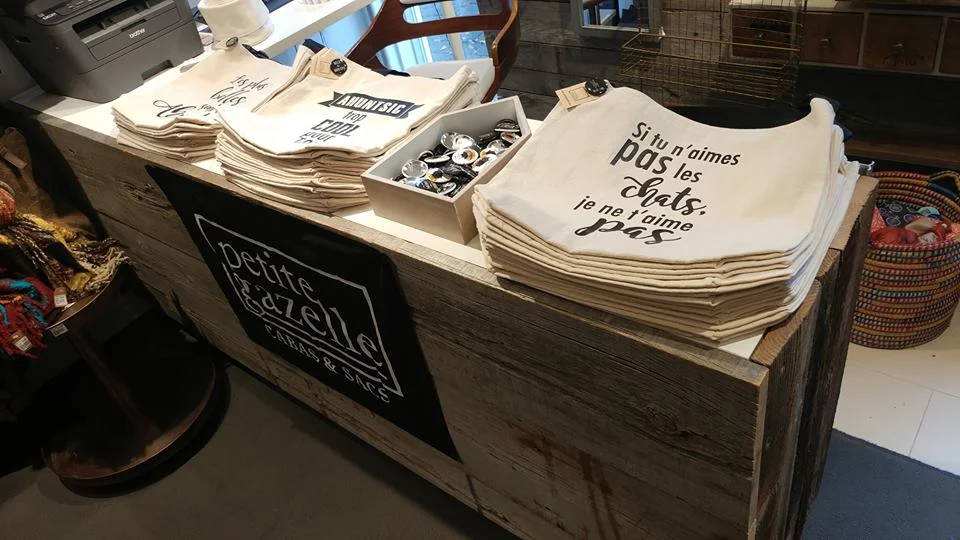 brother
Les plus
belles
AHUNTSIC
TROP
COOL
POUR
Si tu n'aimes
pas les
chats,
je ne t'aime
pas
petite
gazelle
CABAS & SACS